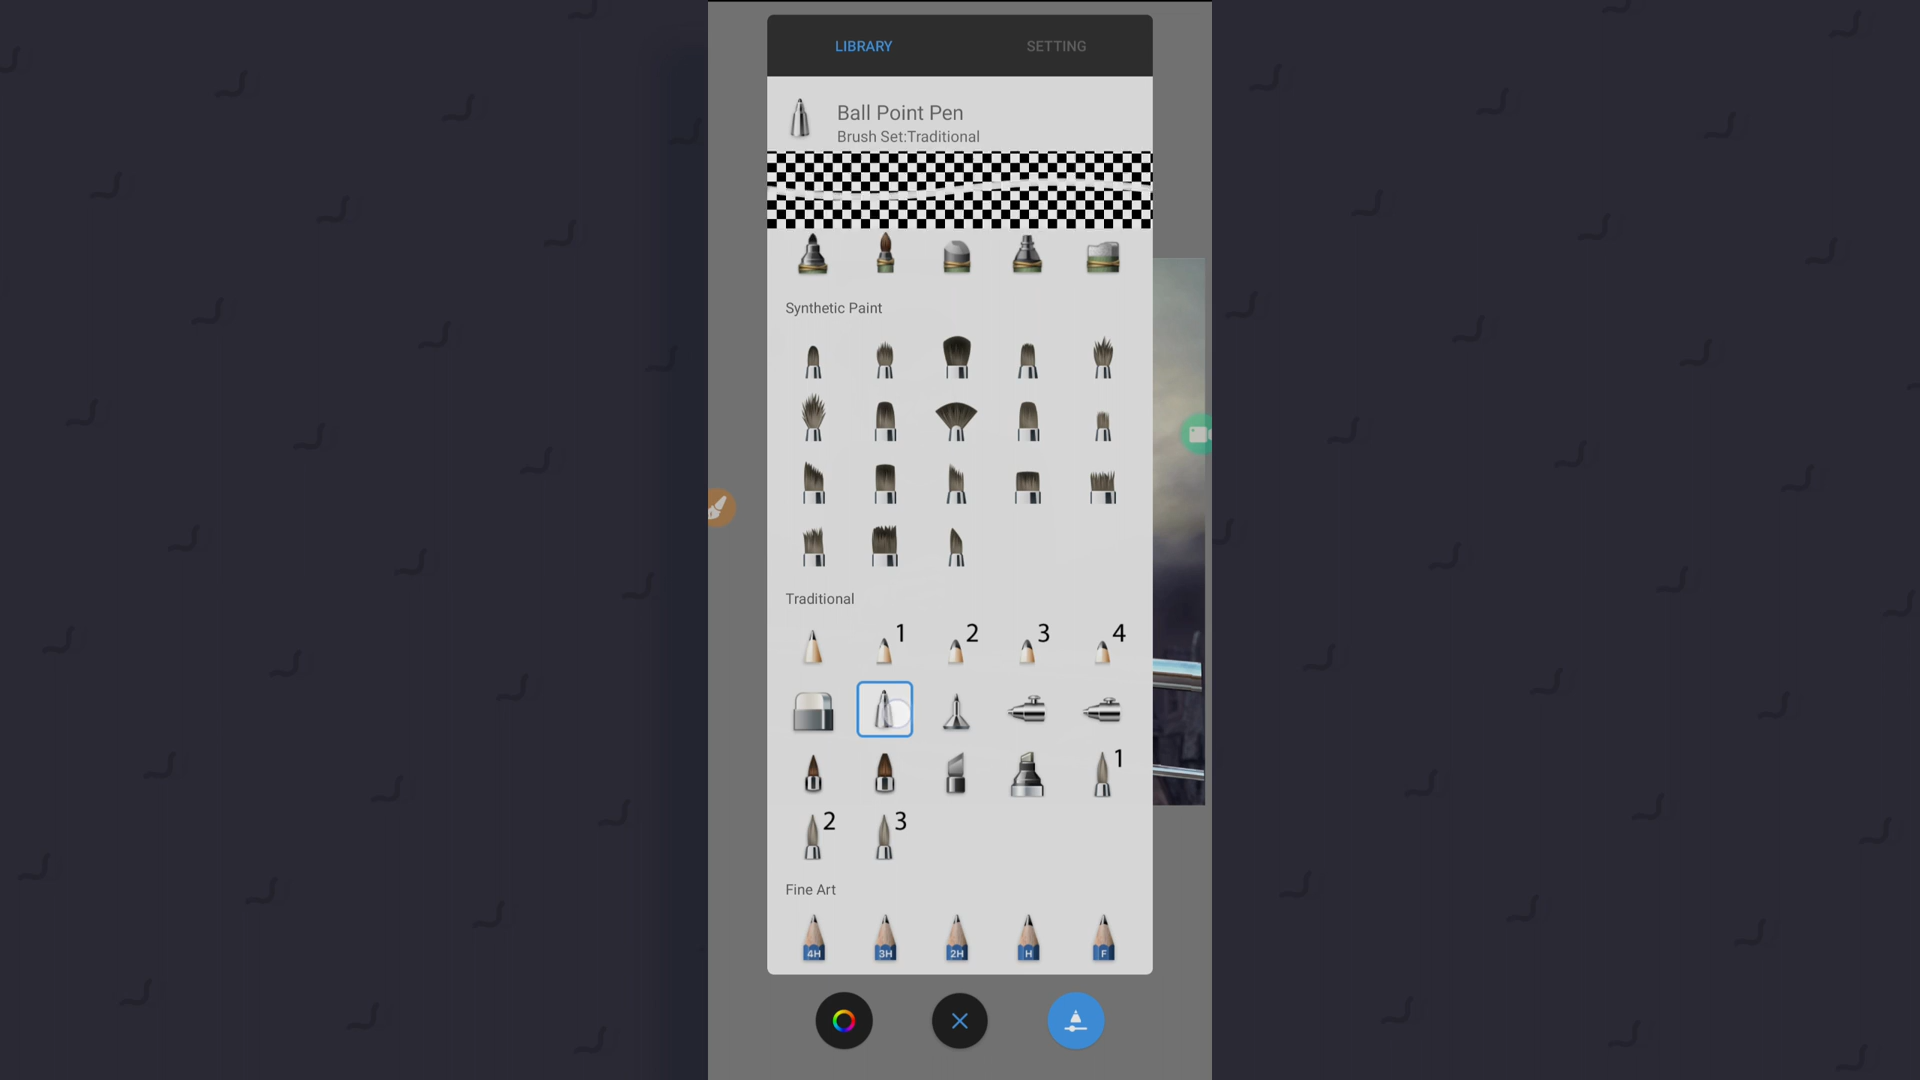 LIBRARY SETTING
Ball Point Pen
Brush Set:Traditional
Synthetic Paint
Traditional
1 2 3 4
1
2 3
Fine Art
4H 3H 2H H F